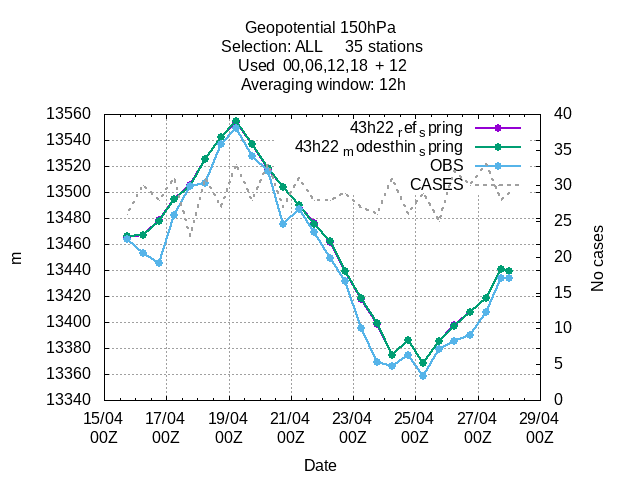 Geopotential 150hPa
Selection: ALL 35 stations
Used 00,06,12,18 + 12
Averaging window: 12h
43h22 ref spring
43h22 modesthin spring
OBS
CASES
13560
13540
13520
13500
13480
13460
13440
13420
13400
13380
13360
13340
40
35
30
25
20
15
10
5
0
m
No cases
15/04 17/04 19/04 21/04 23/04 25/04 27/04 29/04
00Z 00Z 00Z 00Z 00Z 00Z 00Z 00Z
Date